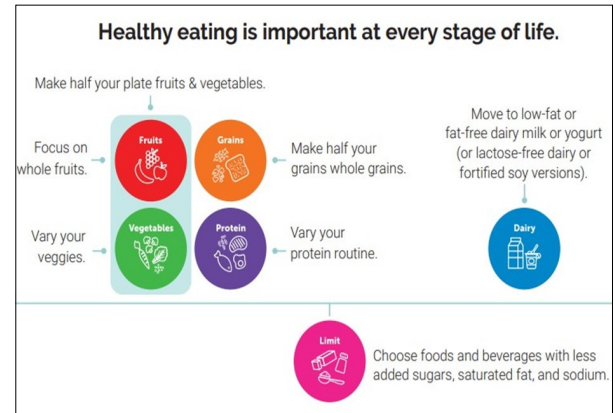 Healthy eating is important at every stage of life.
Make half your plate fruits & vegetables.
Focus on
whole fruits.
Fruits
Grains
Make half your
grains whole grains.
Move to low-fat or
fat-free dairy milk or yogurt
(or lactose-free dairy or
fortified soy versions).
Vary your
veggies.
Vegetables
Protein
Vary your
protein routine.
Dairy
Limit
Choose foods and beverages with less
added sugars, saturated fat, and sodium.